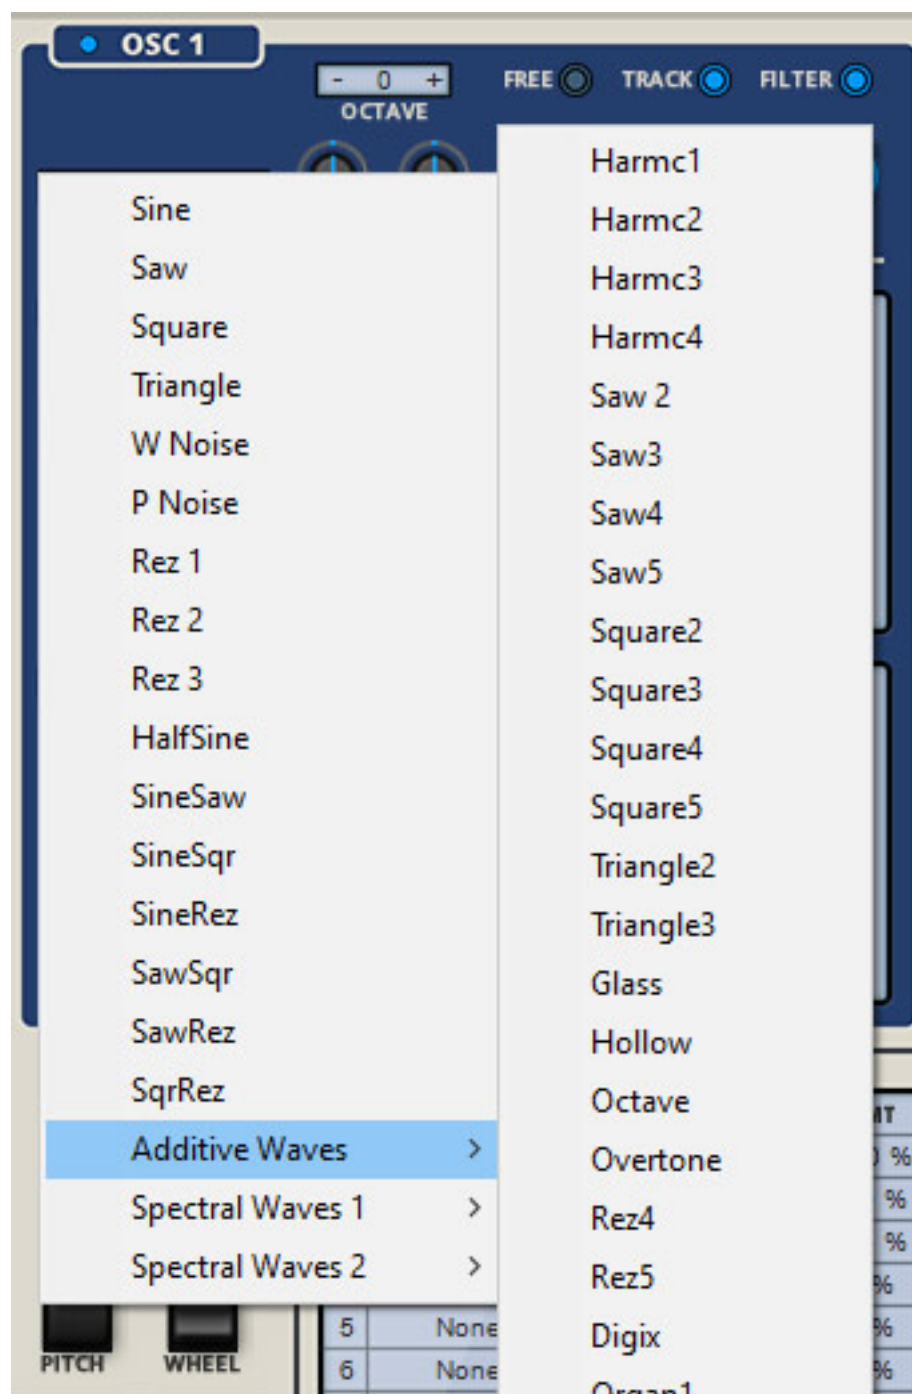 OSC 1
- 0 +
OCTAVE
FREE
TRACK
FILTER
Sine
Saw
Square
Triangle
W Noise
P Noise
Rez 1
Rez 2
Rez 3
HalfSine
SineSaw
SineSqr
SineRez
SawSqr
SawRez
SqrRez
Additive Waves >
Spectral Waves 1 >
Spectral Waves 2 >
Harmc1
Harmc2
Harmc3
Harmc4
Saw 2
Saw3
Saw4
Saw5
Square2
Square3
Square4
Square5
Triangle2
Triangle3
Glass
Hollow
Octave
Overtone
Rez4
Rez5
Digix
Organ1
%
%
%
%
%
%
5 None
6 None
PITCH
WHEEL